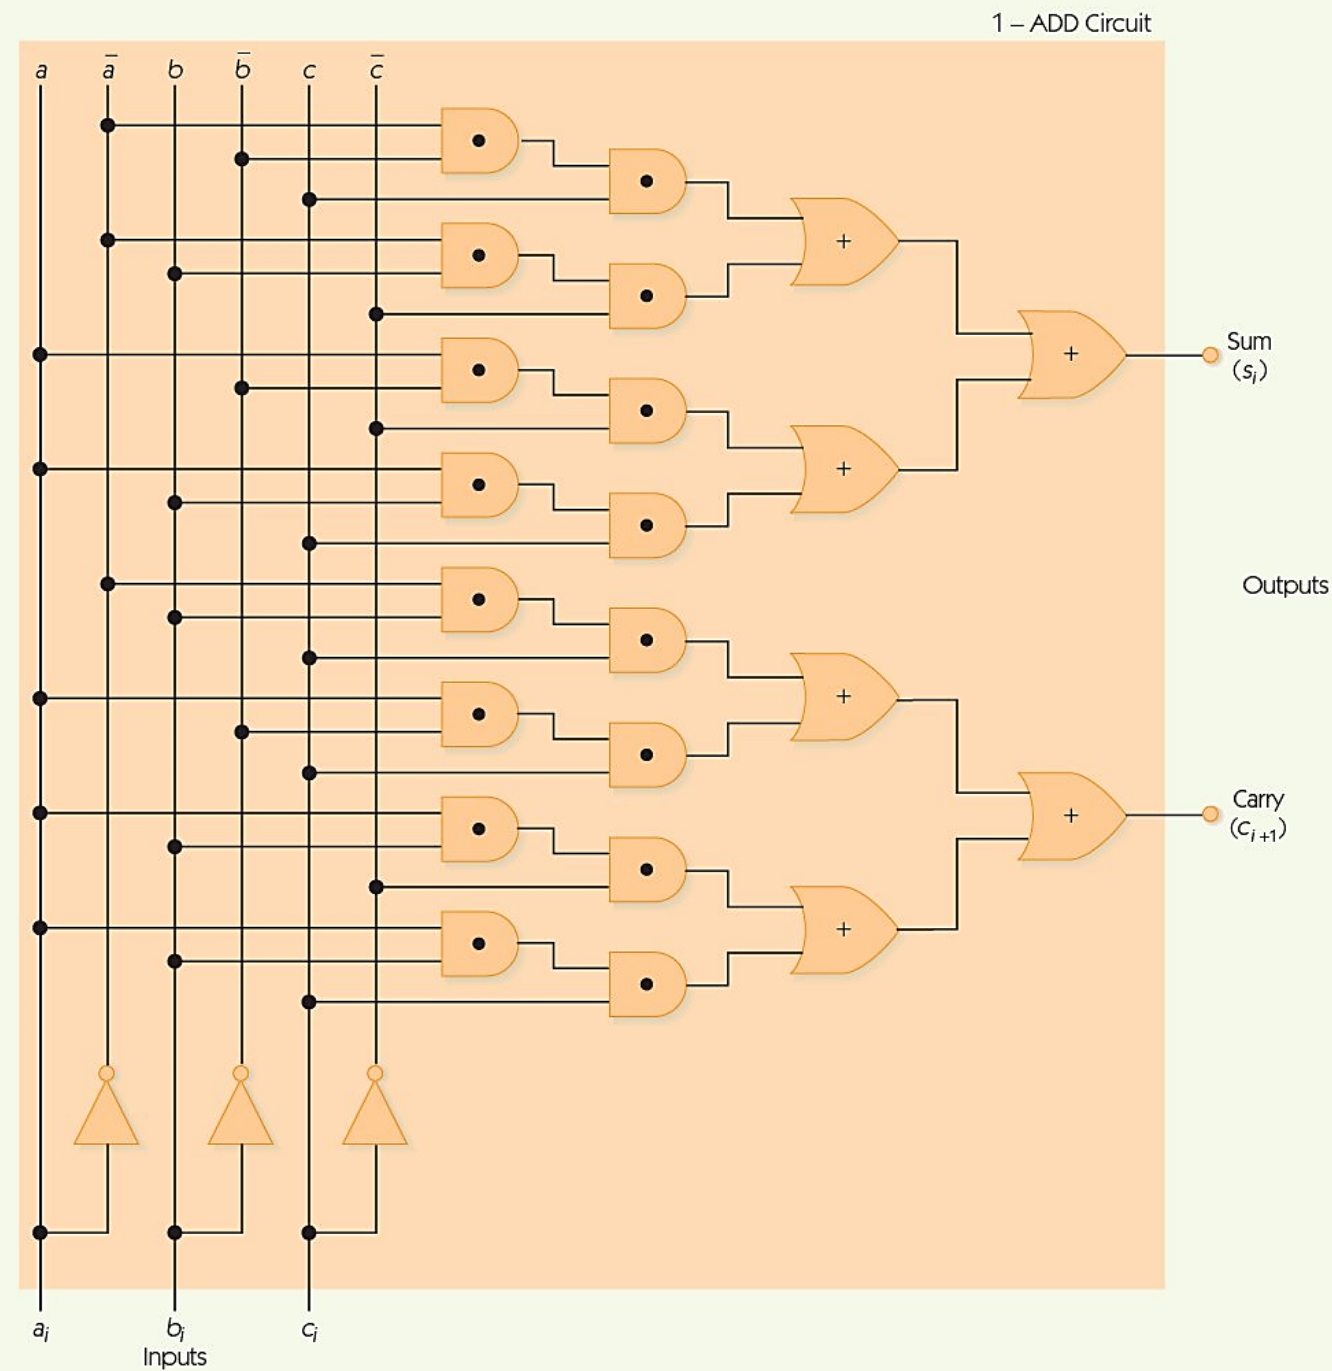 1 – ADD Circuit
a a̅ b b̅ c c̅
•
•
+
•
•
+
Sum
(sᵢ)
•
•
+
•
•
Outputs
•
•
+
•
•
+
Carry
(cᵢ₊₁)
•
•
+
•
•
aᵢ bᵢ cᵢ
Inputs